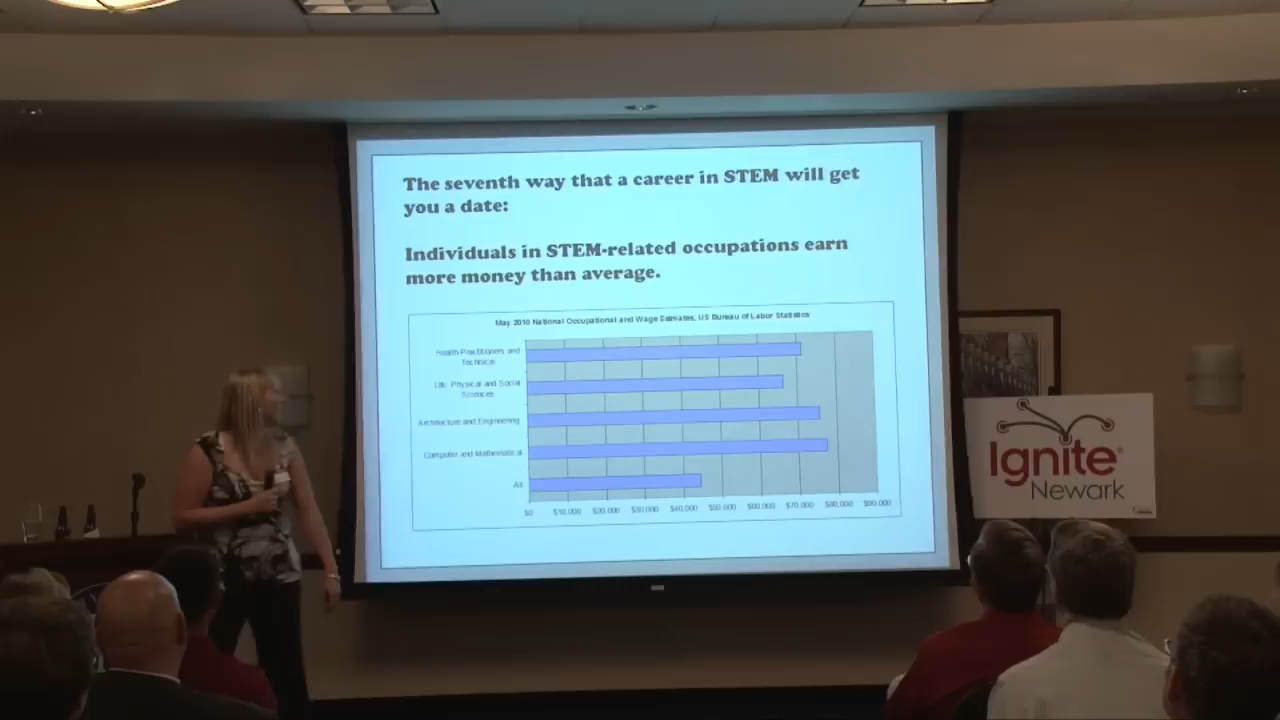 The seventh way that a career in STEM will get
you a date:
Individuals in STEM-related occupations earn
more money than average.
May 2010 National Occupational and Wage Estimates, US Bureau of Labor Statistics
Health Practitioners and
Technical
Life, Physical and Social
Sciences
Architecture and Engineering
Computer and Mathematical
All
$0 $10,000 $20,000 $30,000 $40,000 $50,000 $60,000 $70,000 $80,000 $90,000
Ignite®
Newark